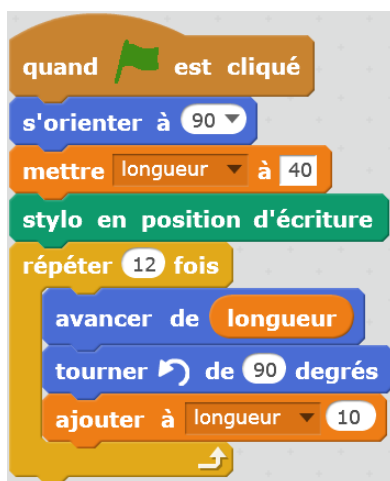 quand est cliqué
s'orienter à 90
mettre longueur à 40
stylo en position d'écriture
répéter 12 fois
avancer de longueur
tourner de 90 degrés
ajouter à longueur 10